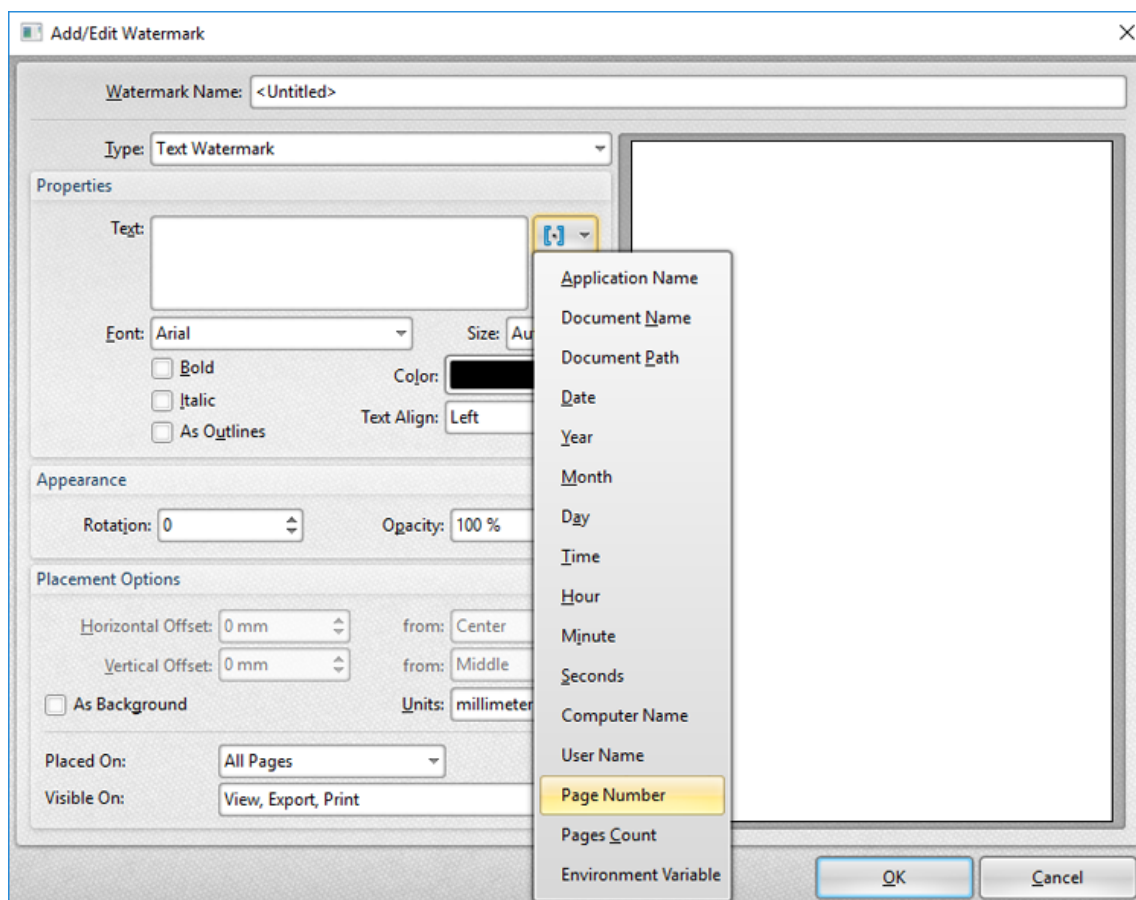 Add/Edit Watermark
Watermark Name: <Untitled>
Type: Text Watermark
Properties
Text:
Font: Arial
Size: Au
Bold
Italic
As Outlines
Color:
Text Align: Left
Appearance
Rotation: 0
Opacity: 100 %
Placement Options
Horizontal Offset: 0 mm
from: Center
Vertical Offset: 0 mm
from: Middle
As Background
Units: millimeter
Placed On: All Pages
Visible On: View, Export, Print
Application Name
Document Name
Document Path
Date
Year
Month
Day
Time
Hour
Minute
Seconds
Computer Name
User Name
Page Number
Pages Count
Environment Variable
OK
Cancel